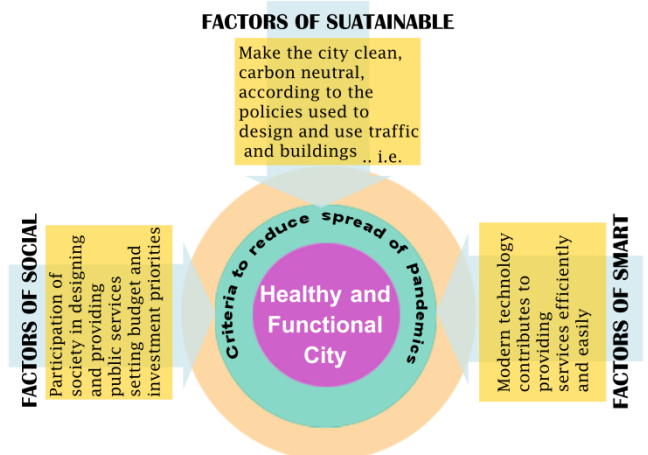 FACTORS OF SUATAINABLE
Make the city clean,
carbon neutral,
according to the
policies used to
design and use traffic
and buildings .. i.e.
FACTORS OF SOCIAL
Participation of
society in designing
and providing
public services
setting budget and
investment priorities
Criteria to reduce spread of pandemics
Healthy and
Functional
City
Modern technology
contributes to
providing
services efficiently
and easily
FACTORS OF SMART